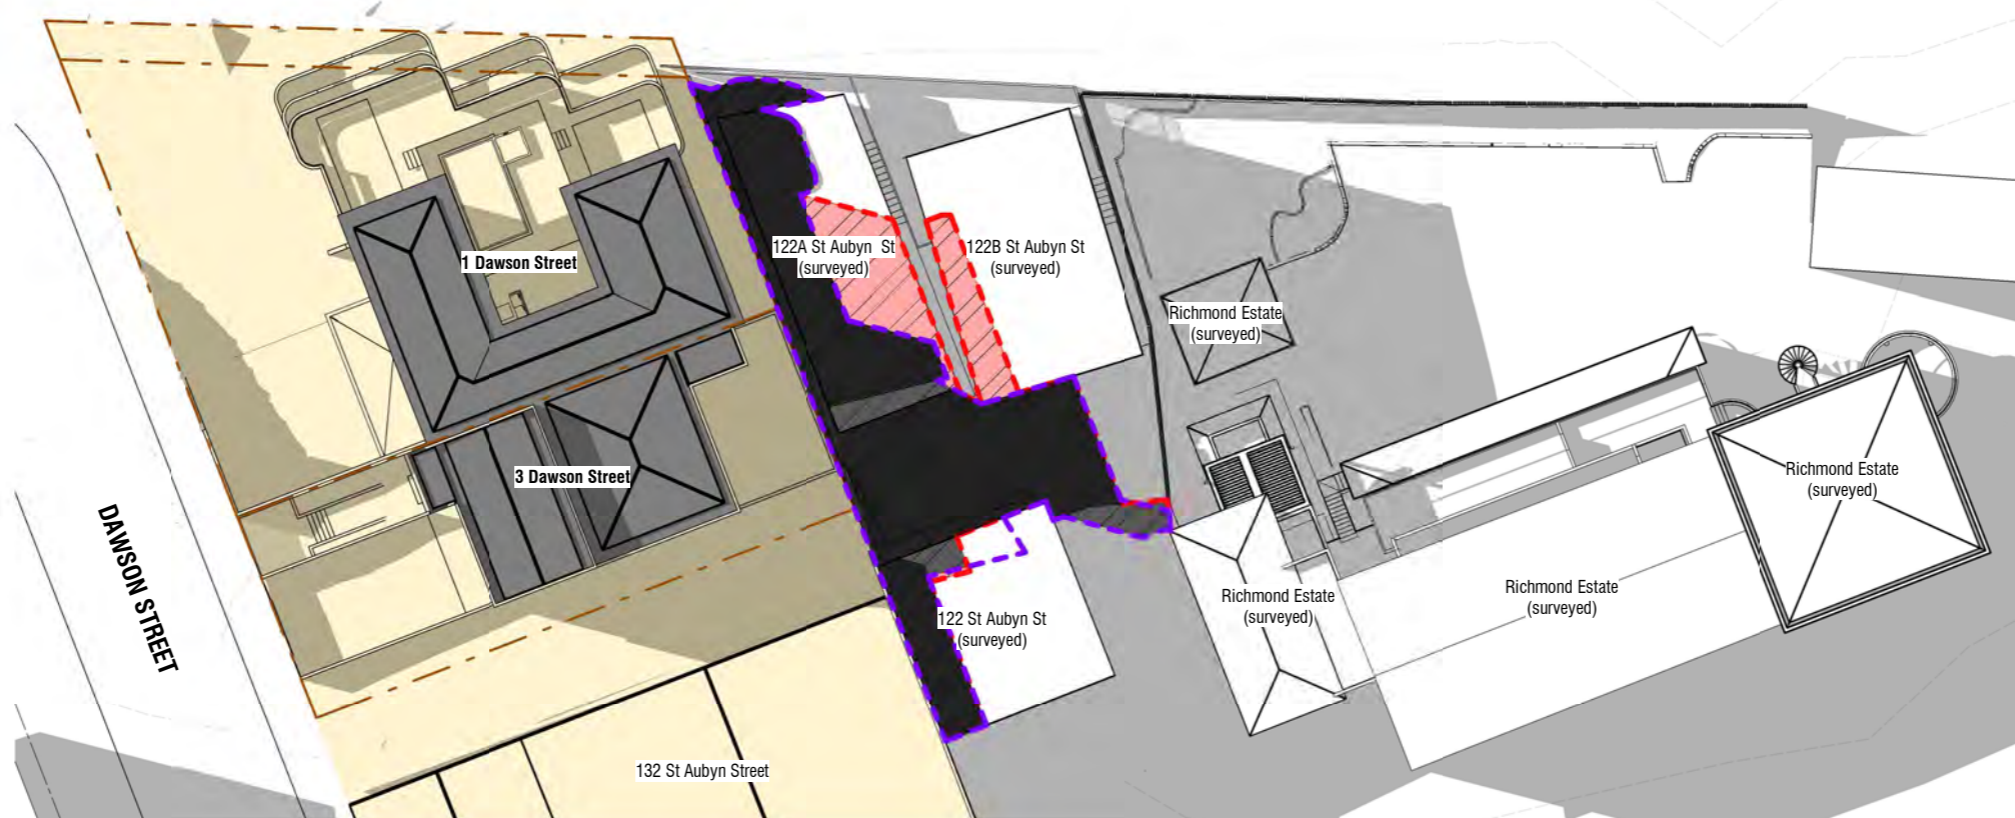 1 Dawson Street
122A St Aubyn St
(surveyed)
122B St Aubyn St
(surveyed)
Richmond Estate
(surveyed)
3 Dawson Street
Richmond Estate
(surveyed)
DAWSON STREET
122 St Aubyn St
(surveyed)
Richmond Estate
(surveyed)
Richmond Estate
(surveyed)
132 St Aubyn Street